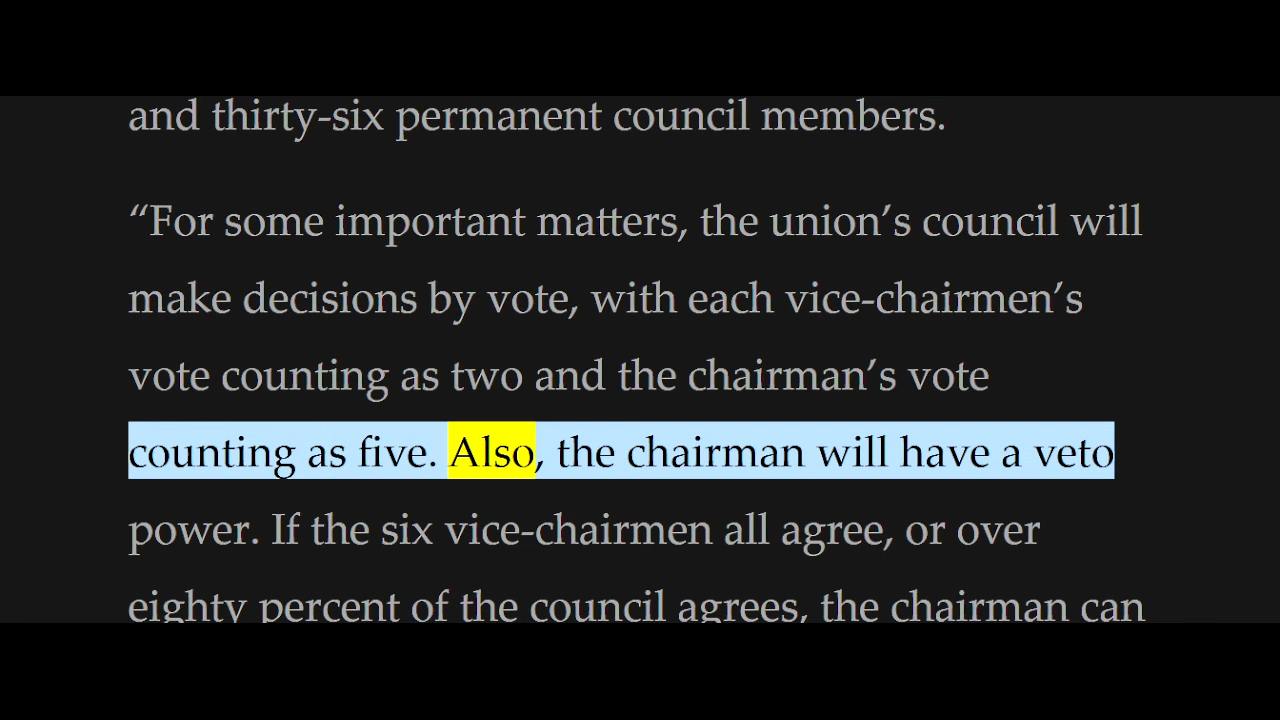 and thirty-six permanent council members.
“For some important matters, the union’s council will
make decisions by vote, with each vice-chairmen’s
vote counting as two and the chairman’s vote
counting as five. Also, the chairman will have a veto
power. If the six vice-chairmen all agree, or over
eighty percent of the council agrees, the chairman can